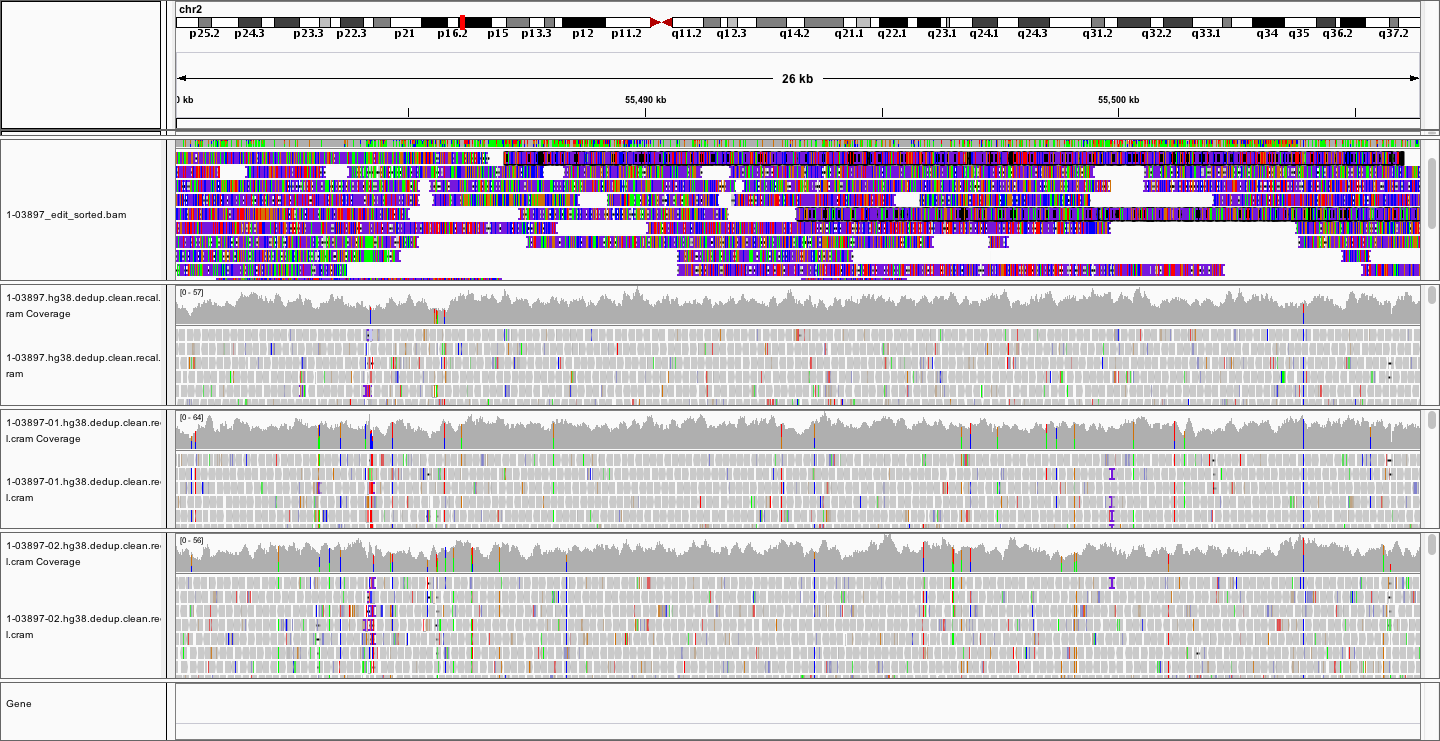 chr2
p25.2 p24.3 p23.3 p22.3 p21 p16.2 p15 p13.3 p12 p11.2 q11.2 q12.3 q14.2 q21.1 q22.1 q23.1 q24.1 q24.3 q31.2 q32.2 q33.1 q34 q35 q36.2 q37.2
26 kb
0 kb 55,490 kb 55,500 kb
1-03897_edit_sorted.bam
1-03897.hg38.dedup.clean.recal.
ram Coverage
[0 - 57]
1-03897.hg38.dedup.clean.recal.
ram
1-03897-01.hg38.dedup.clean.re
l.cram Coverage
[0 - 64]
1-03897-01.hg38.dedup.clean.re
l.cram
1-03897-02.hg38.dedup.clean.re
l.cram Coverage
[0 - 56]
1-03897-02.hg38.dedup.clean.re
l.cram
Gene